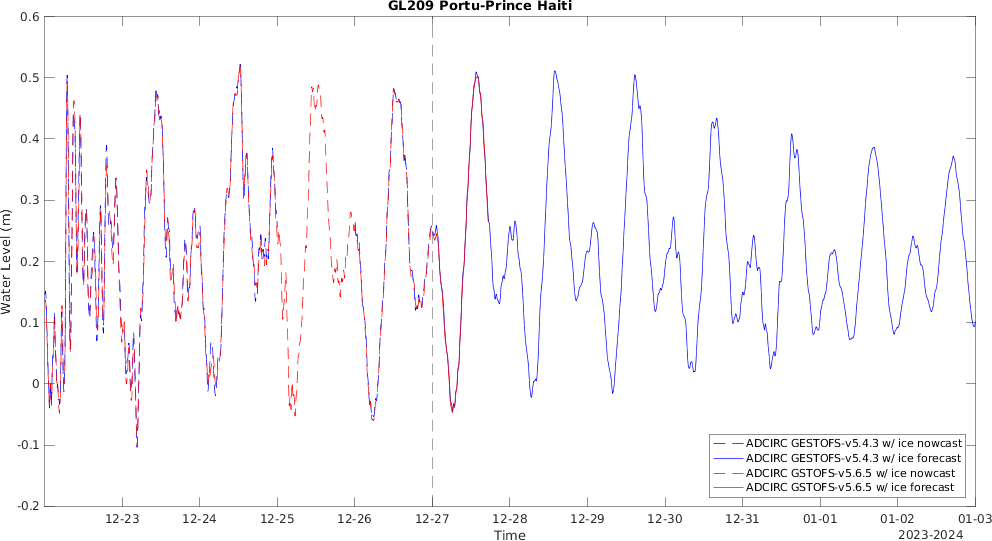 GL209 Portu-Prince Haiti
0.6
0.5
0.4
0.3
0.2
0.1
0
-0.1
-0.2
Water Level (m)
ADCIRC GESTOFS-v5.4.3 w/ ice nowcast
ADCIRC GESTOFS-v5.4.3 w/ ice forecast
ADCIRC GSTOFS-v5.6.5 w/ ice nowcast
ADCIRC GSTOFS-v5.6.5 w/ ice forecast
12-23 12-24 12-25 12-26 12-27 12-28 12-29 12-30 12-31 01-01 01-02 01-03
Time
2023-2024